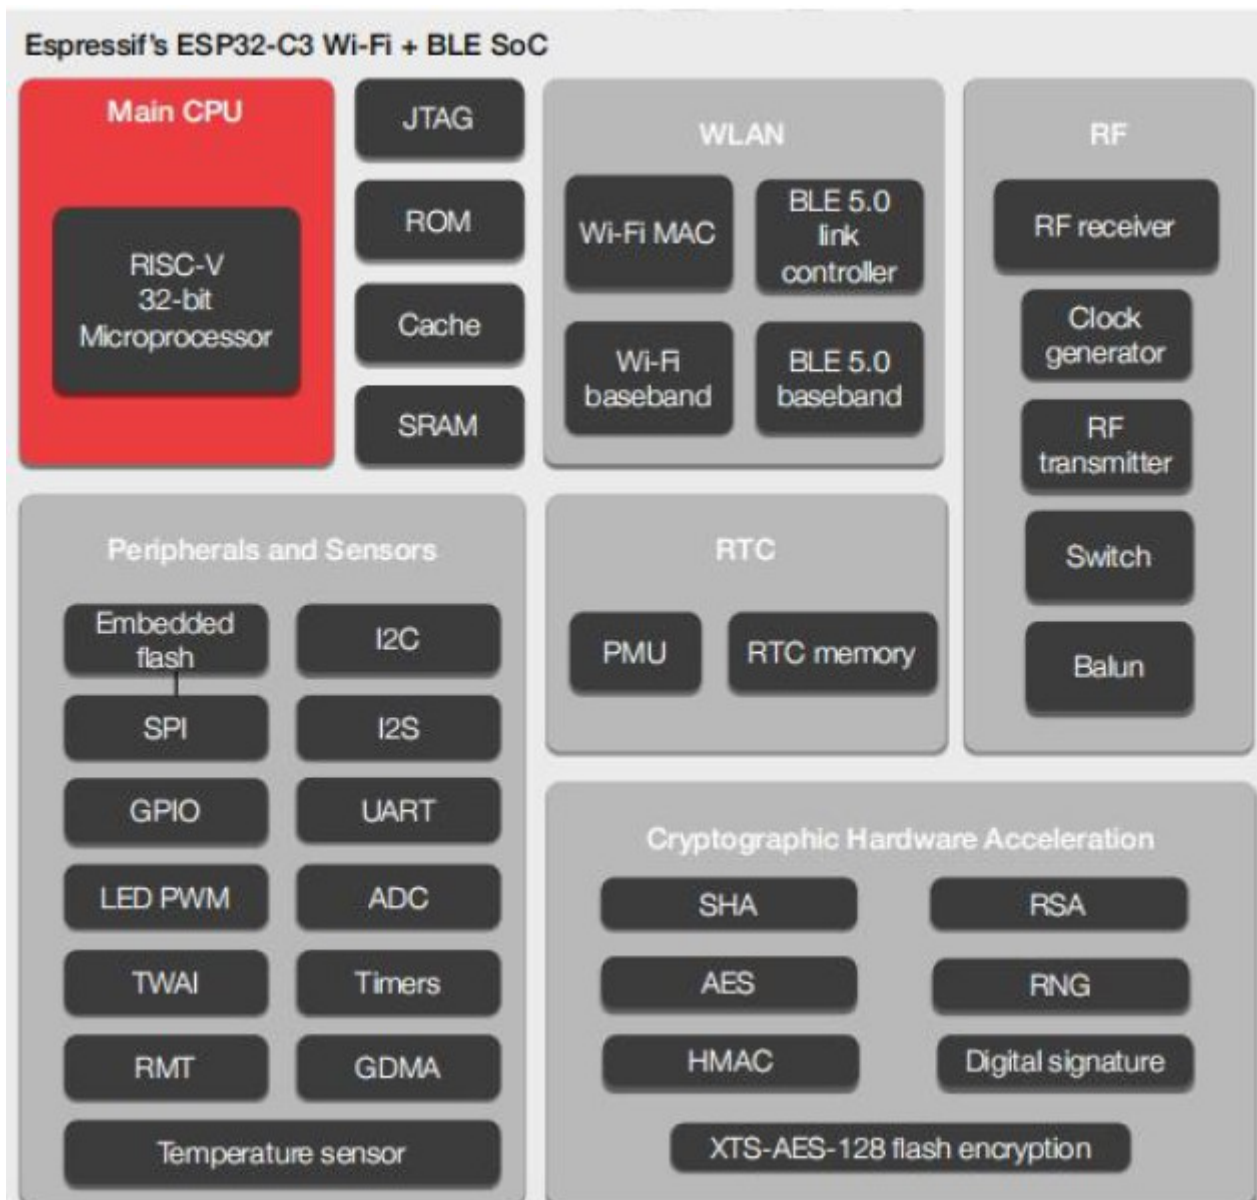 Espressif's ESP32-C3 Wi-Fi + BLE SoC
Main CPU
RISC-V
32-bit
Microprocessor
JTAG
ROM
Cache
SRAM
WLAN
Wi-Fi MAC
BLE 5.0
link
controller
Wi-Fi
baseband
BLE 5.0
baseband
RF
RF receiver
Clock
generator
RF
transmitter
Switch
Balun
Peripherals and Sensors
Embedded
flash
I2C
SPI
I2S
GPIO
UART
LED PWM
ADC
TWAI
Timers
RMT
GDMA
Temperature sensor
RTC
PMU
RTC memory
Cryptographic Hardware Acceleration
SHA
RSA
AES
RNG
HMAC
Digital signature
XTS-AES-128 flash encryption